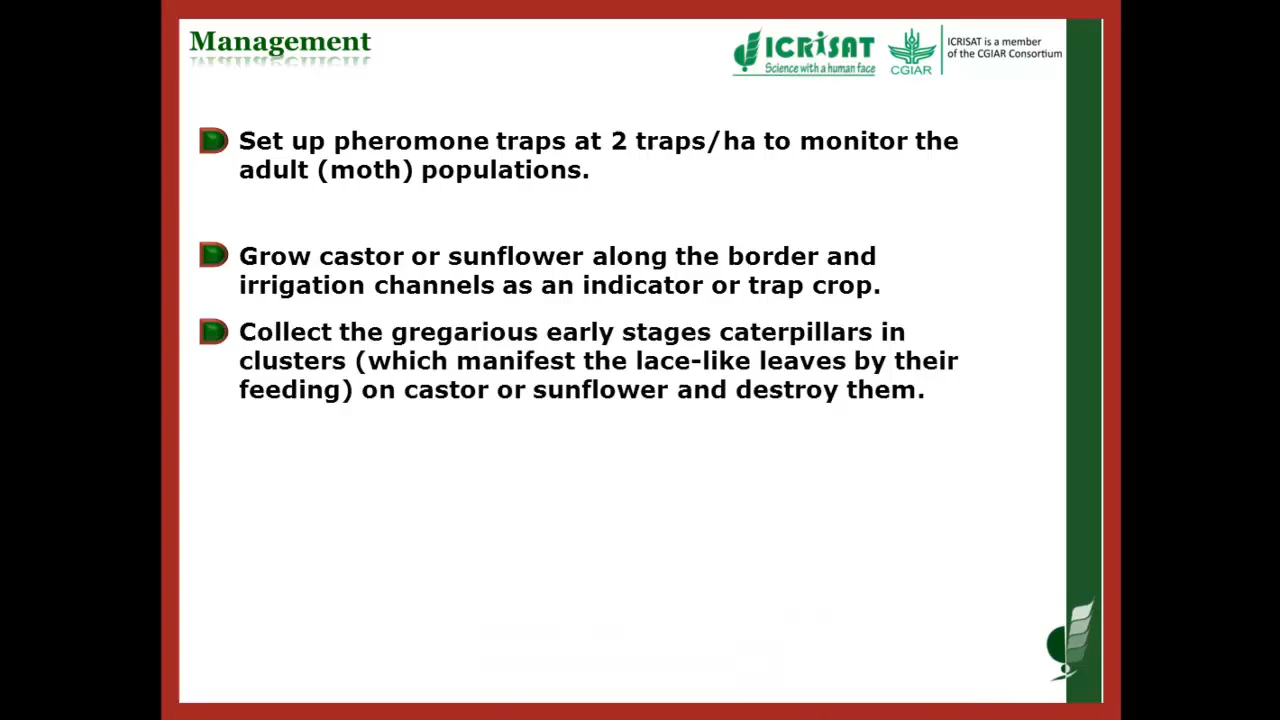 Management
ICRISAT
Science with a human face
CGIAR
ICRISAT is a member
of the CGIAR Consortium
Set up pheromone traps at 2 traps/ha to monitor the
adult (moth) populations.
Grow castor or sunflower along the border and
irrigation channels as an indicator or trap crop.
Collect the gregarious early stages caterpillars in
clusters (which manifest the lace-like leaves by their
feeding) on castor or sunflower and destroy them.